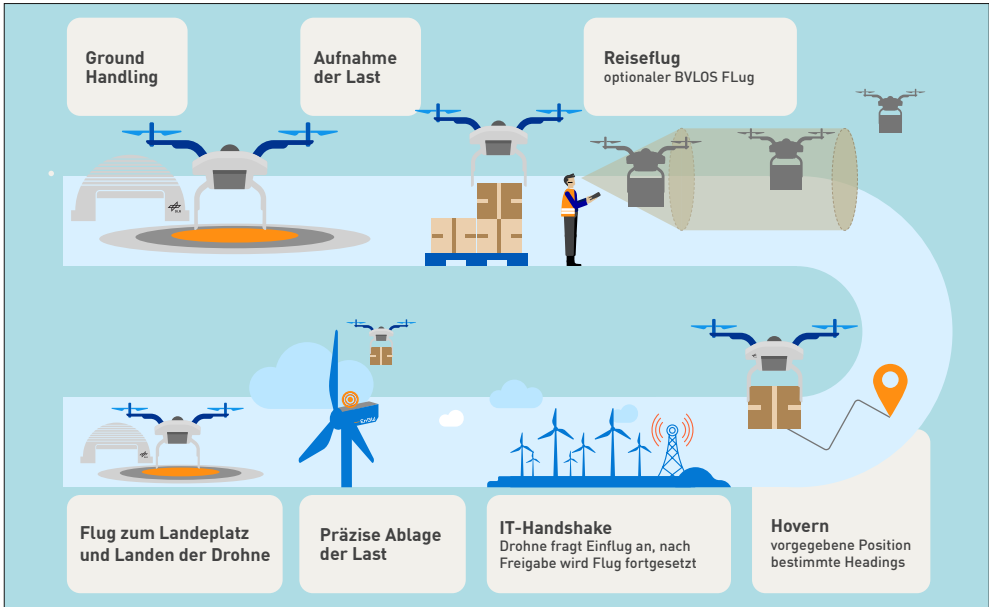 Ground
Handling
Aufnahme
der Last
Reiseflug
optionaler BVLOS FLug
DLR
Hovern
vorgegebene Position
bestimmte Headings
IT-Handshake
Drohne fragt Einflug an, nach
Freigabe wird Flug fortgesetzt
Präzise Ablage
der Last
Flug zum Landeplatz
und Landen der Drohne